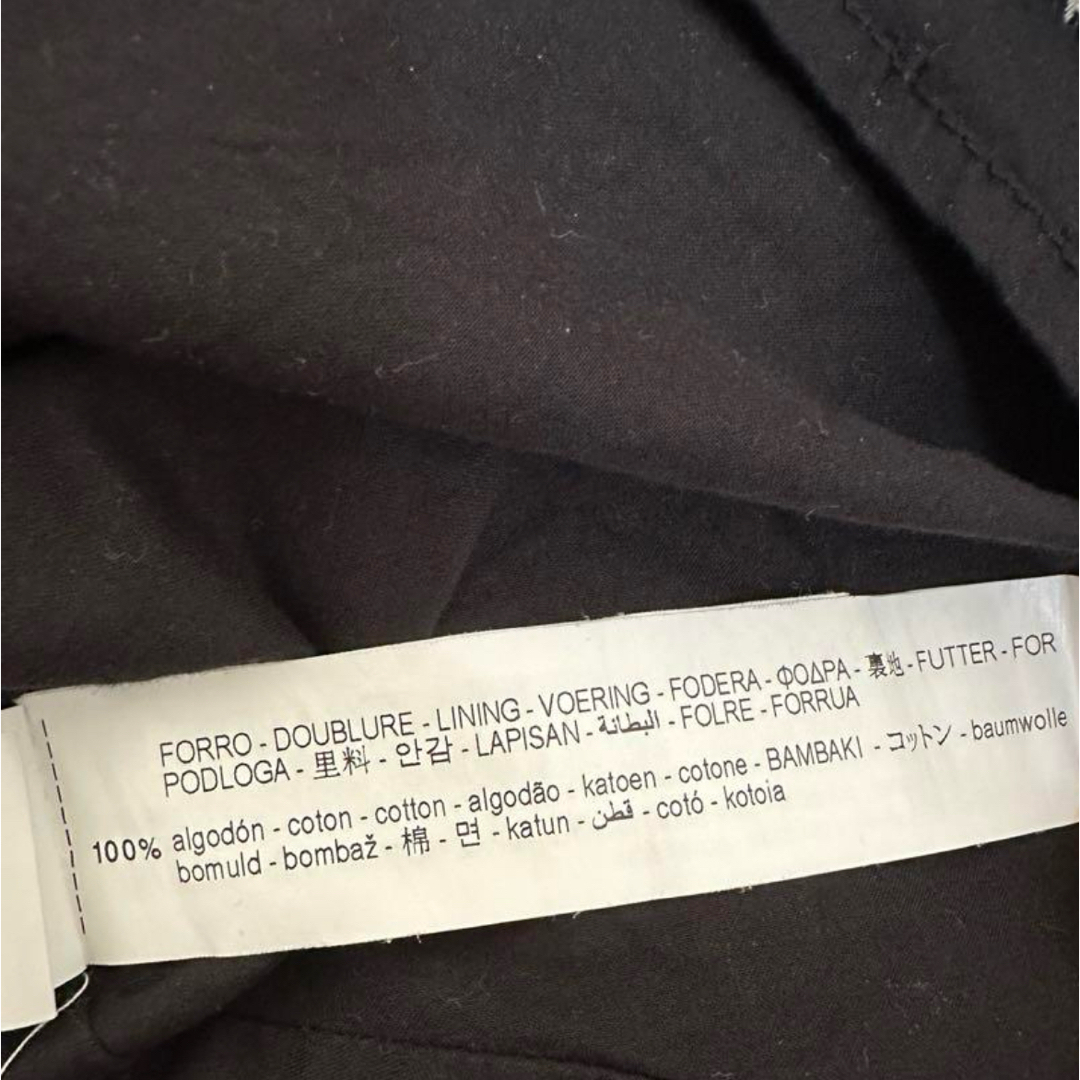 FORRO - DOUBLURE - LINING - VOERING - FODERA - ΦΟΔΡΑ - 裏地 - FUTTER - FOR
PODLOGA - 里料 - 안감 - LAPISAN - البطانة - FOLRE - FORRUA
100% algodón - coton - cotton - algodão - katoen - cotone - BAMBAKI - コットン - baumwolle
bomuld - bombaž - 棉 - 면 - katun - قطن - cotó - kotoia